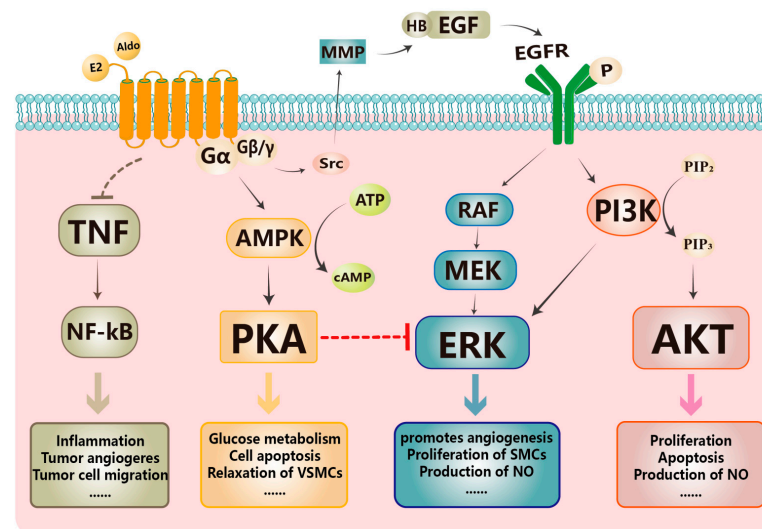 Aldo
E2
MMP
HB EGF
EGFR
P
Gα
Gβ/γ
Src
TNF
NF-kB
Inflammation
Tumor angiogeres
Tumor cell migration
......
AMPK
ATP
cAMP
PKA
Glucose metabolism
Cell apoptosis
Relaxation of VSMCs
......
RAF
MEK
ERK
promotes angiogenesis
Proliferation of SMCs
Production of NO
......
PI3K
PIP₂
PIP₃
AKT
Proliferation
Apoptosis
Production of NO
......